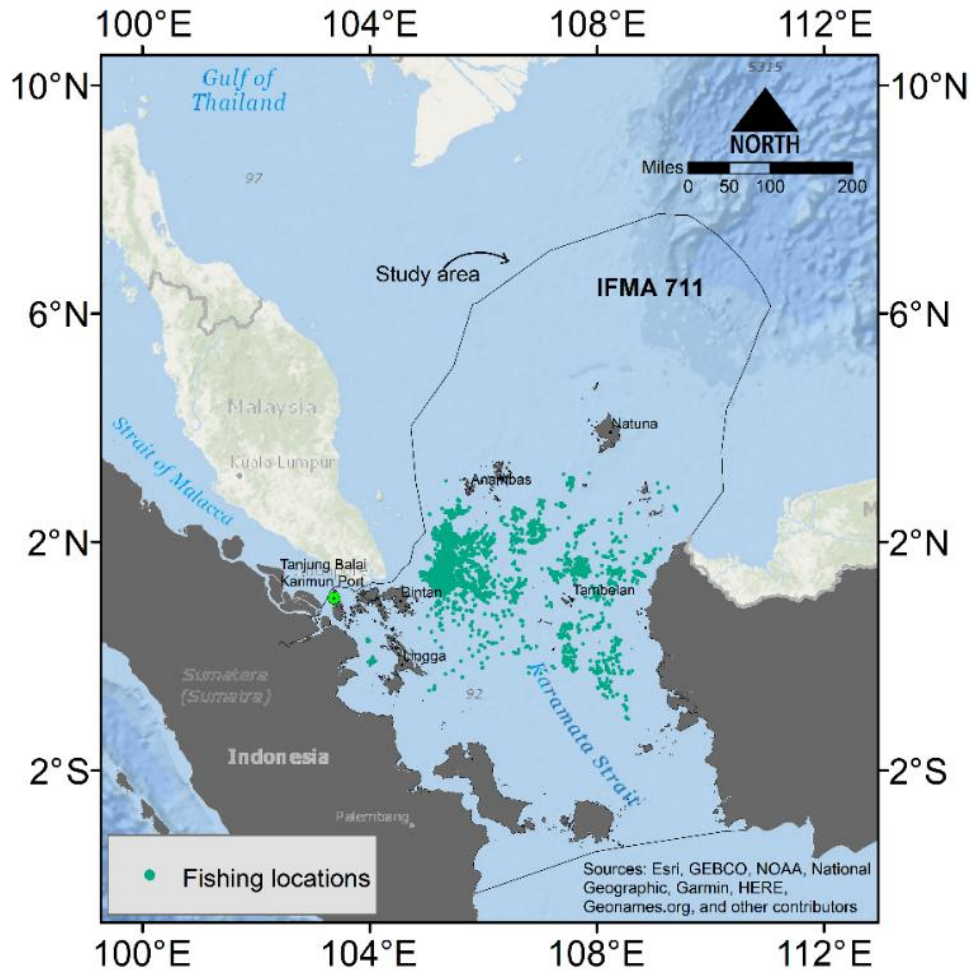 100°E 104°E 108°E 112°E
10°N
10°N
Gulf of
Thailand
5315
NORTH
97
Miles
0 50 100 200
Study area
IFMA 711
6°N
6°N
Malaysia
Natuna
Strait of Malacca
Kuala Lumpur
Anambas
2°N
2°N
Tanjung Balai
Karimun Port
Bintan
Tambelan
Lingga
Sumatera
(Sumatra)
92
Karamata Strait
Indonesia
2°S
2°S
Palembang
Fishing locations
Sources: Esri, GEBCO, NOAA, National
Geographic, Garmin, HERE,
Geonames.org, and other contributors
100°E 104°E 108°E 112°E